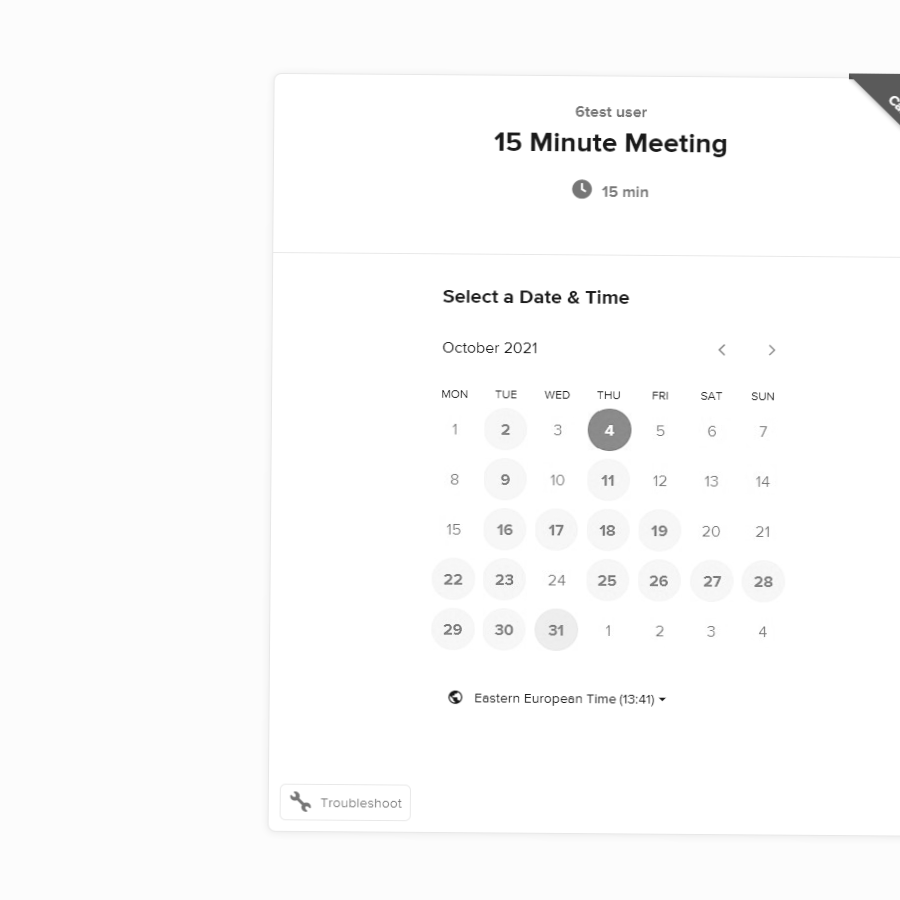 6test user
15 Minute Meeting
15 min
Select a Date & Time
October 2021
MON TUE WED THU FRI SAT SUN
1 2 3 4 5 6 7
8 9 10 11 12 13 14
15 16 17 18 19 20 21
22 23 24 25 26 27 28
29 30 31 1 2 3 4
Eastern European Time (13:41)
Troubleshoot